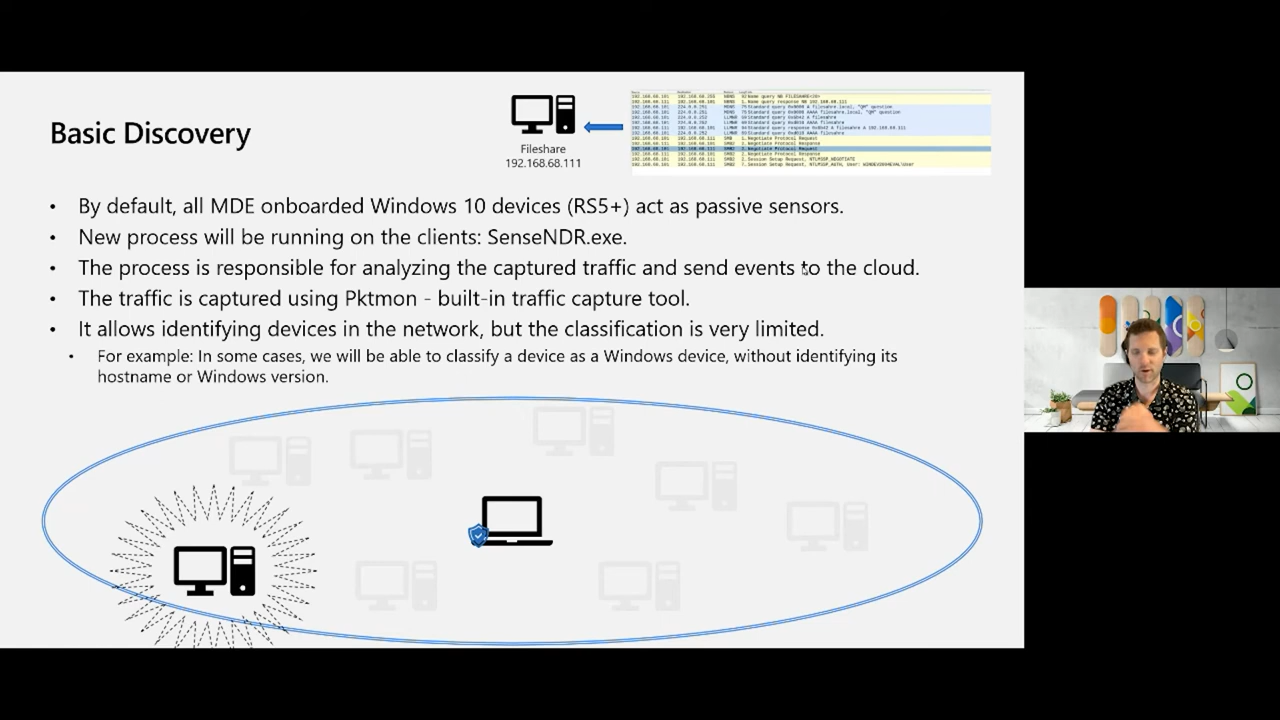 Basic Discovery
Fileshare
192.168.68.111
• By default, all MDE onboarded Windows 10 devices (RS5+) act as passive sensors.
• New process will be running on the clients: SenseNDR.exe.
• The process is responsible for analyzing the captured traffic and send events to the cloud.
• The traffic is captured using Pktmon - built-in traffic capture tool.
• It allows identifying devices in the network, but the classification is very limited.
• For example: In some cases, we will be able to classify a device as a Windows device, without identifying its
hostname or Windows version.